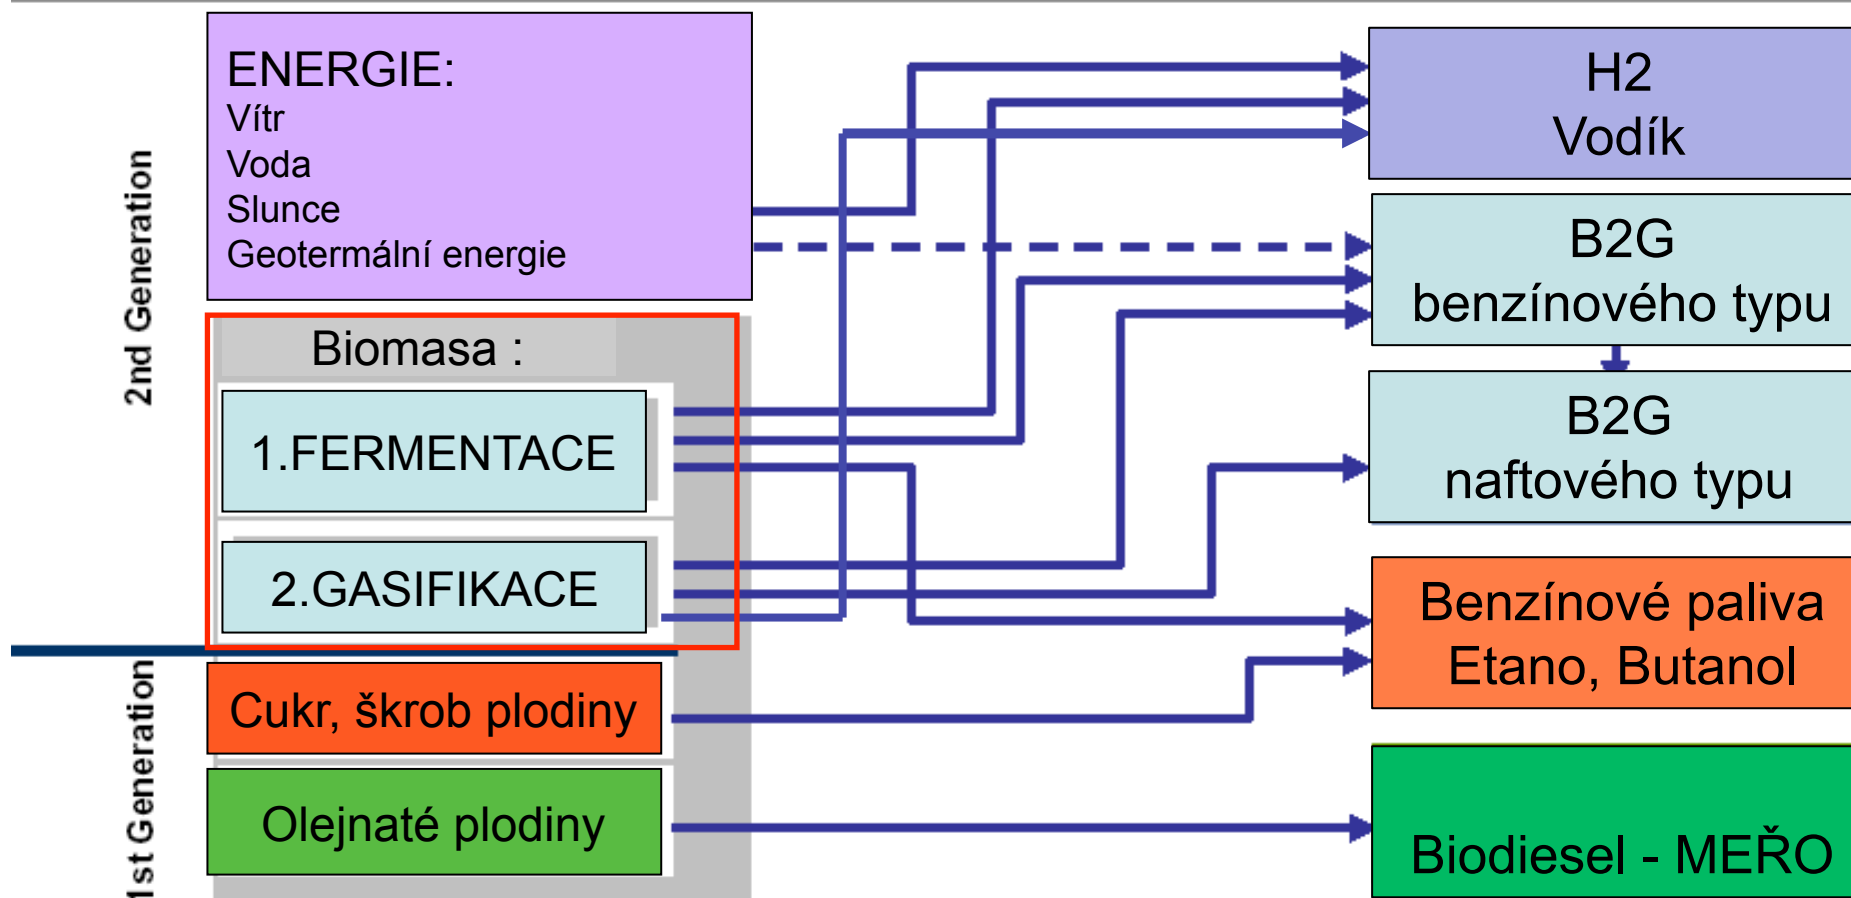 2nd Generation
ENERGIE:
Vítr
Voda
Slunce
Geotermální energie
Biomasa :
1.FERMENTACE
2.GASIFIKACE
1st Generation
Cukr, škrob plodiny
Olejnaté plodiny
H2
Vodík
B2G
benzínového typu
B2G
naftového typu
Benzínové paliva
Etano, Butanol
Biodiesel - MEŘO